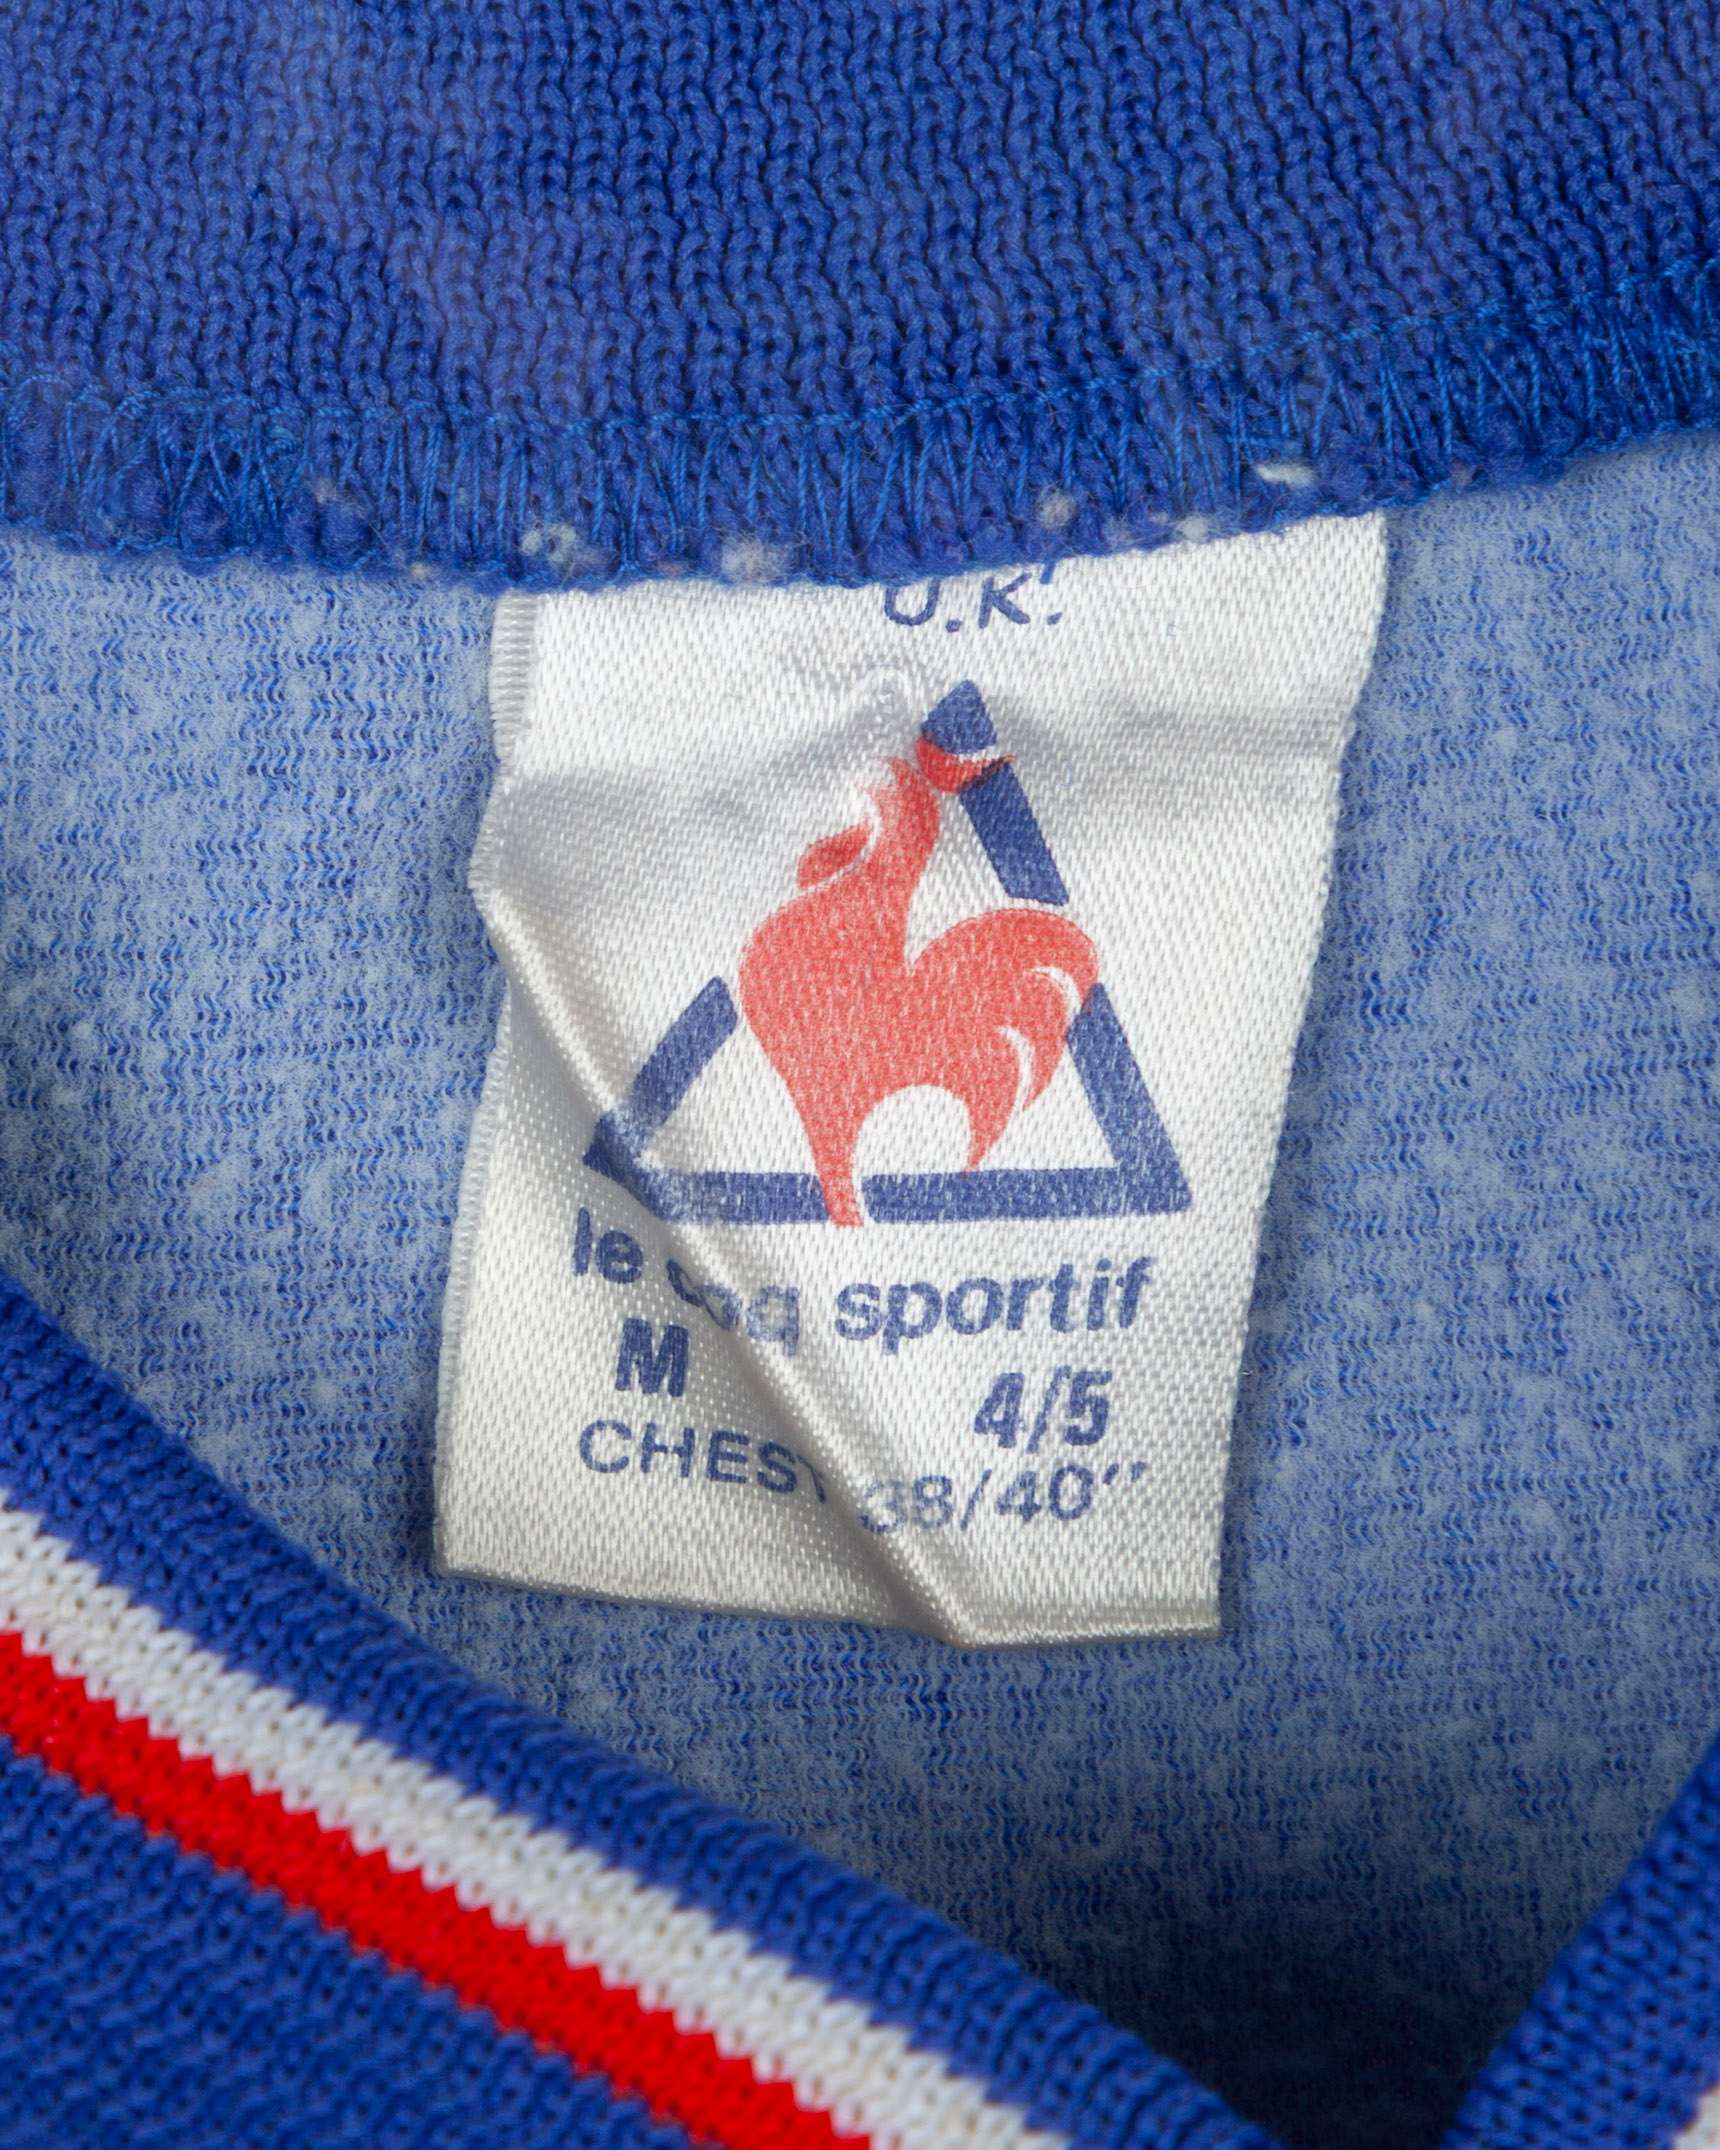 U.K.
le coq sportif
M 4/5
CHEST 38/40"